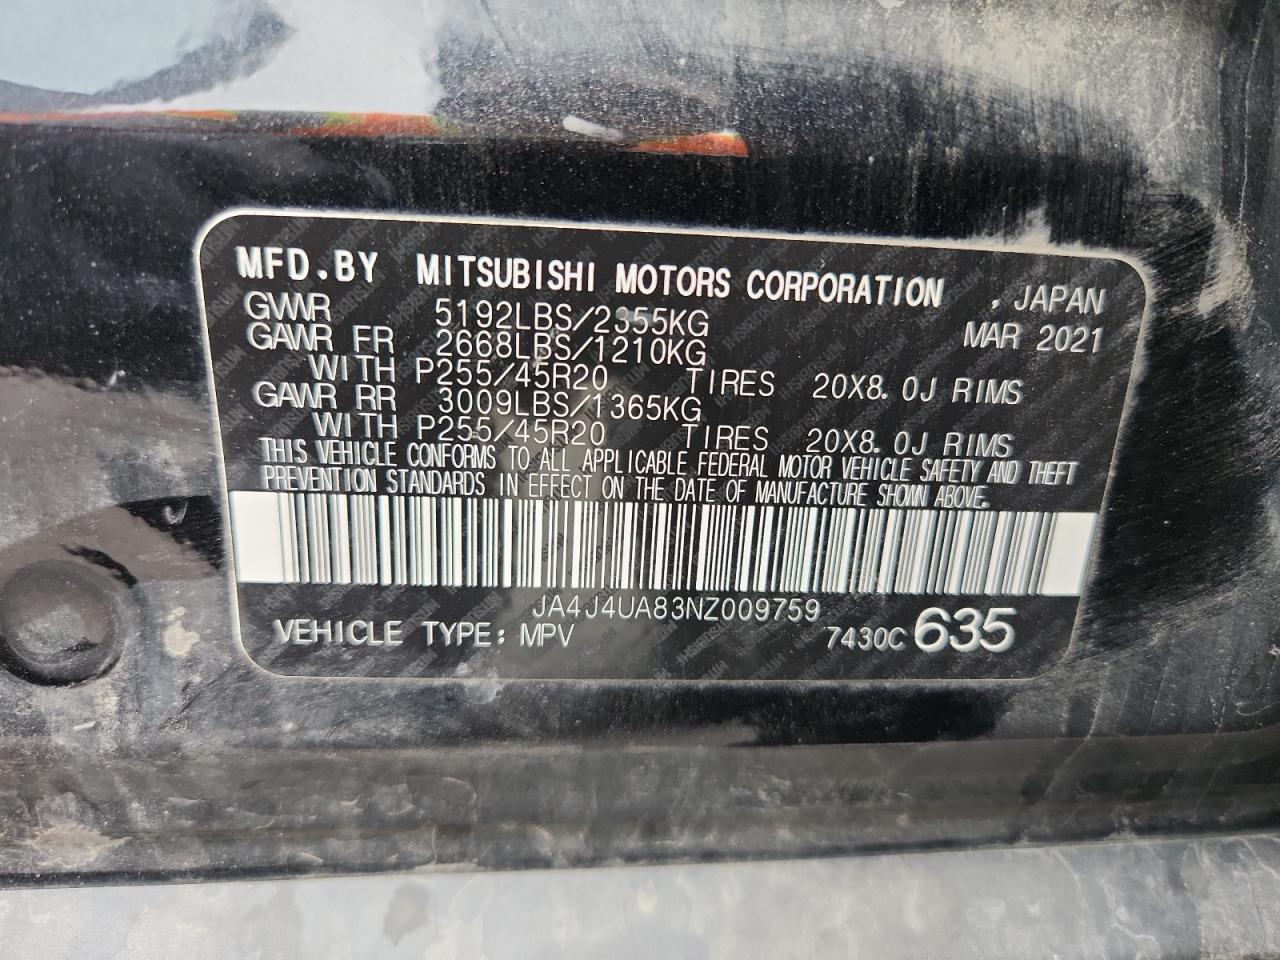 MFD.BY MITSUBISHI MOTORS CORPORATION , JAPAN
GVWR 5192LBS/2355KG MAR 2021
GAWR FR 2668LBS/1210KG
WITH P255/45R20 TIRES 20X8.0J RIMS
GAWR RR 3009LBS/1365KG
WITH P255/45R20 TIRES 20X8.0J RIMS
THIS VEHICLE CONFORMS TO ALL APPLICABLE FEDERAL MOTOR VEHICLE SAFETY AND THEFT
PREVENTION STANDARDS IN EFFECT ON THE DATE OF MANUFACTURE SHOWN ABOVE.
JA4J4UA83NZ009759
VEHICLE TYPE: MPV 7430C 635